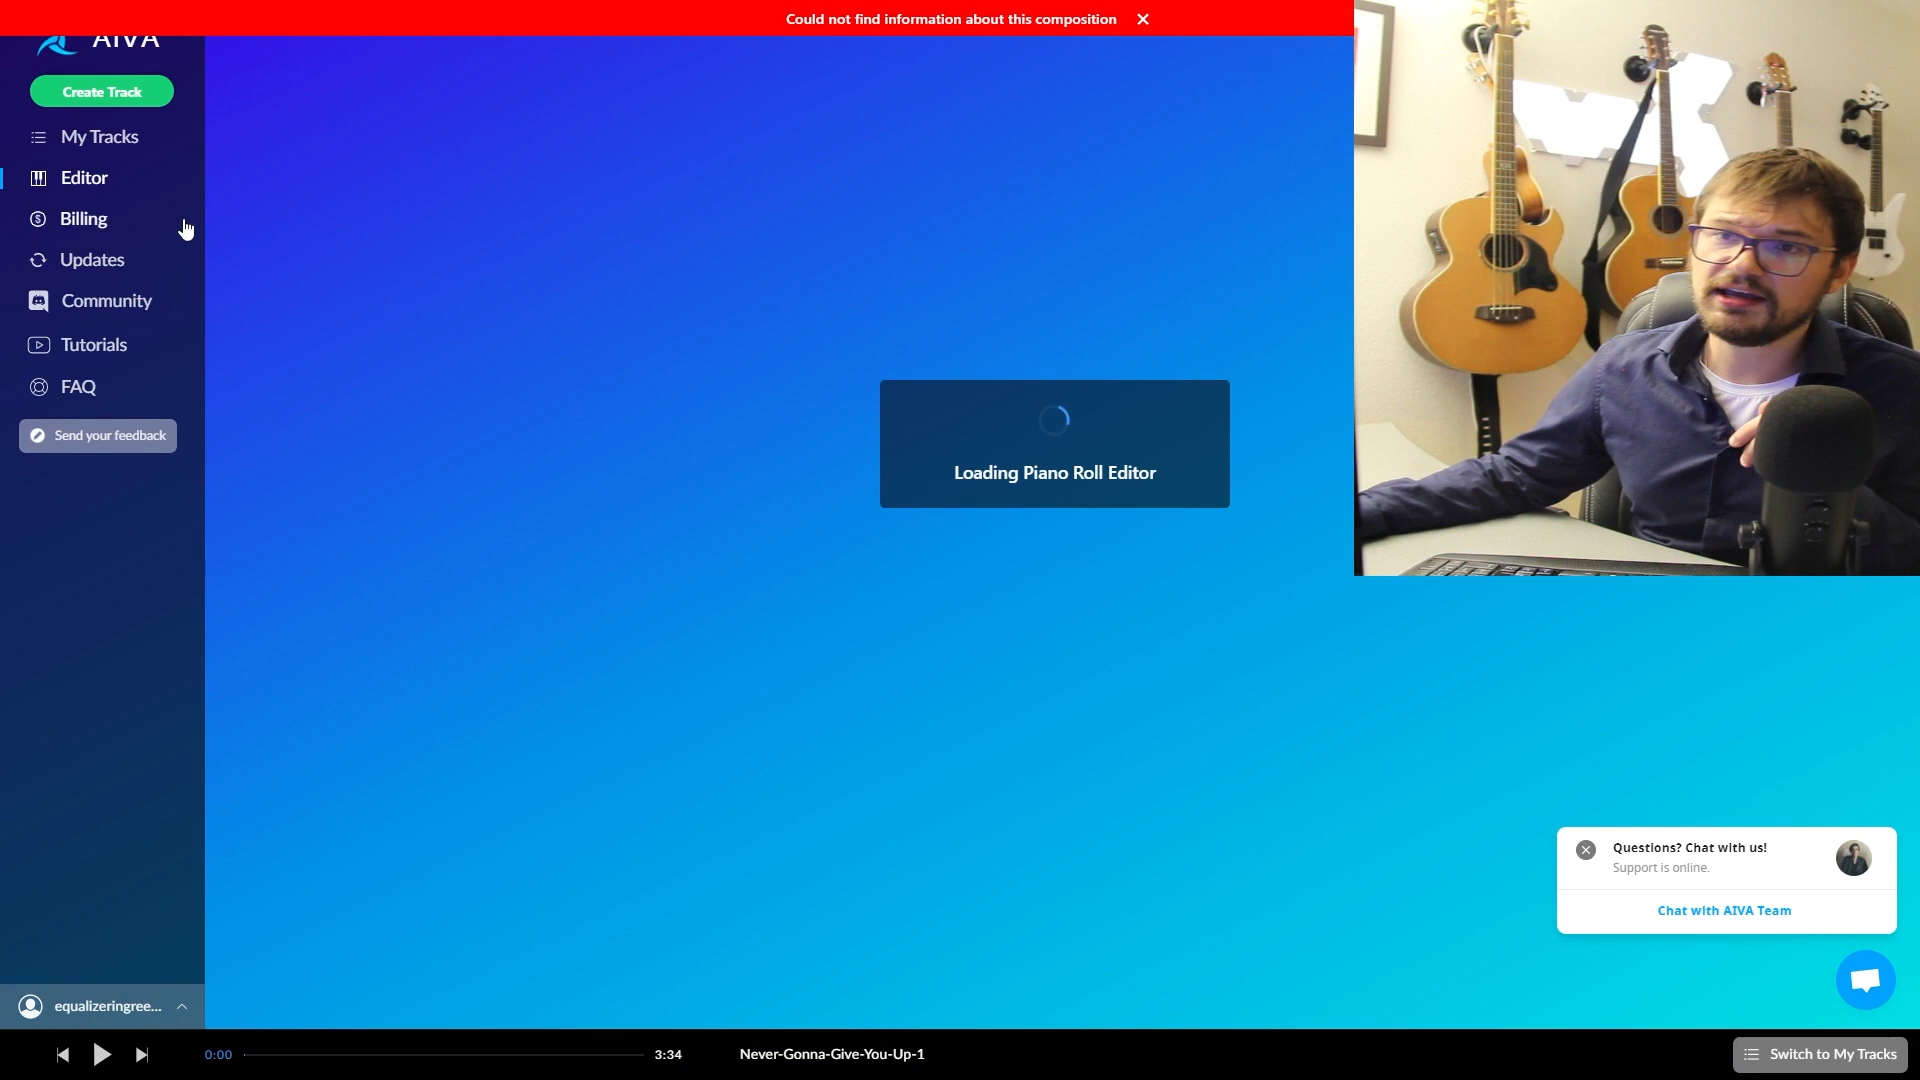 Could not find information about this composition
AIVA
Create Track
My Tracks
Editor
Billing
Updates
Community
Tutorials
FAQ
Send your feedback
Loading Piano Roll Editor
Questions? Chat with us!
Support is online.
Chat with AIVA Team
equalizeringree...
0:00
3:34
Never-Gonna-Give-You-Up-1
Switch to My Tracks